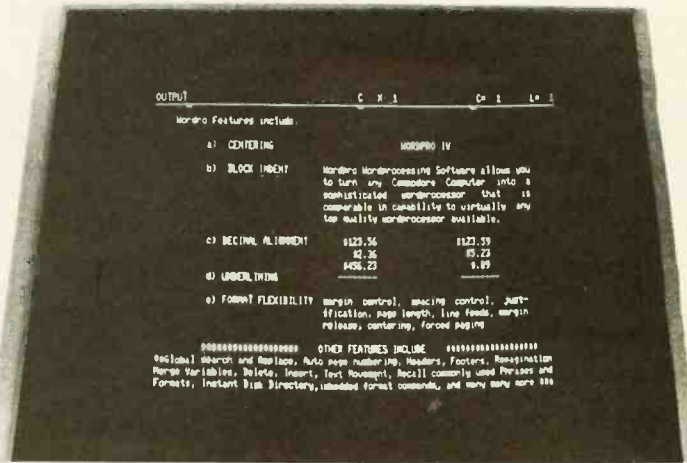 OUTPUT C X 1 C= 1 L= 1
Wordpro Features include:
a) CENTERING WORDPRO IV
b) BLOCK INDENT Wordpro Wordprocessing Software allows you
to turn any Commodore Computer into a
sophisticated wordprocessor that is
comparable in capability to virtually any
top quality wordprocessor available.
c) DECIMAL ALIGNMENT $123.56 $123.59
$2.36 $5.23
$456.23 $.89
d) UNDERLINING
e) FORMAT FLEXIBILITY margin control, spacing control, just-
ification, page length, line feeds, margin
release, centering, forced paging
OTHER FEATURES INCLUDE
Global Search and Replace, Auto page numbering, Headers, Footers, Repagination
Merge Variables, Delete, Insert, Text Movement, Recall commonly used Phrases and
Formats, Instant Disk Directory, imbedded format commands, and many many more